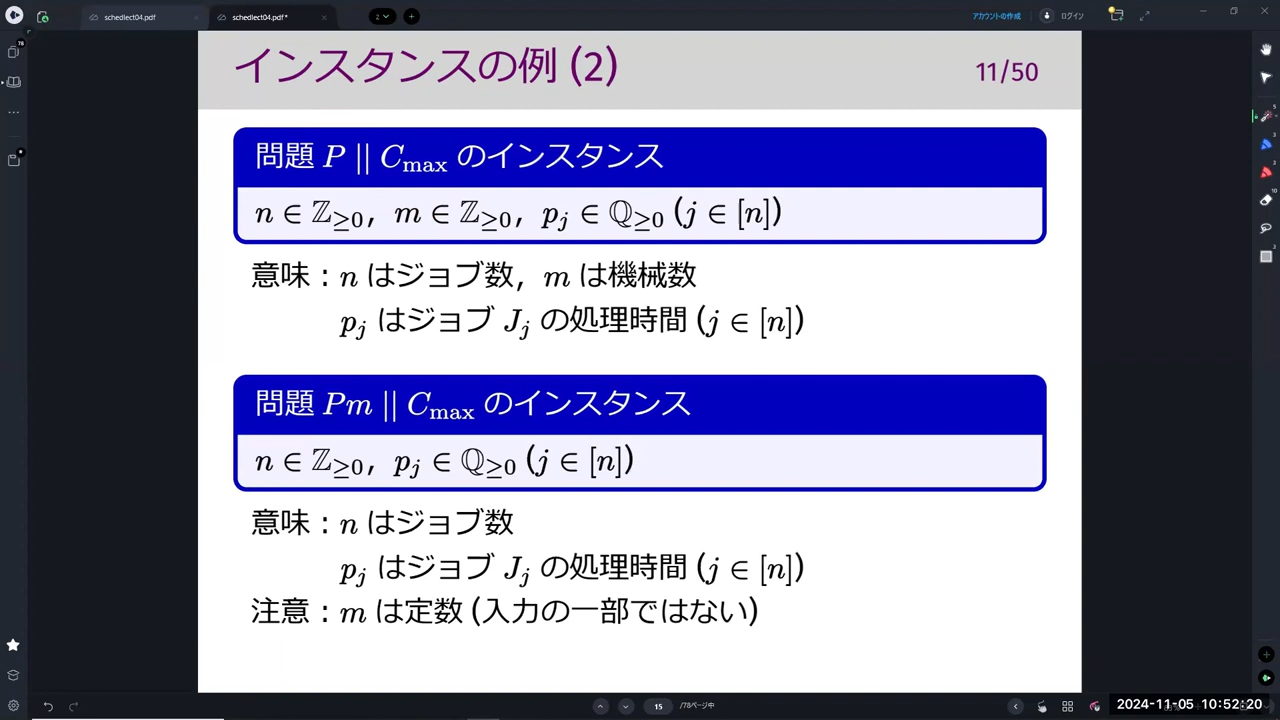 schedlect04.pdf
schedlect04.pdf*
2
アカウントの作成
ログイン
インスタンスの例 (2)
11/50
問題 P || Cmax のインスタンス
n ∈ ℤ≥0, m ∈ ℤ≥0, pj ∈ ℚ≥0 (j ∈ [n])
意味：n はジョブ数，m は機械数
pj はジョブ Jj の処理時間 (j ∈ [n])
問題 Pm || Cmax のインスタンス
n ∈ ℤ≥0, pj ∈ ℚ≥0 (j ∈ [n])
意味：n はジョブ数
pj はジョブ Jj の処理時間 (j ∈ [n])
注意：m は定数 (入力の一部ではない)
15
/78ページ中
2024-11-05 10:52:20